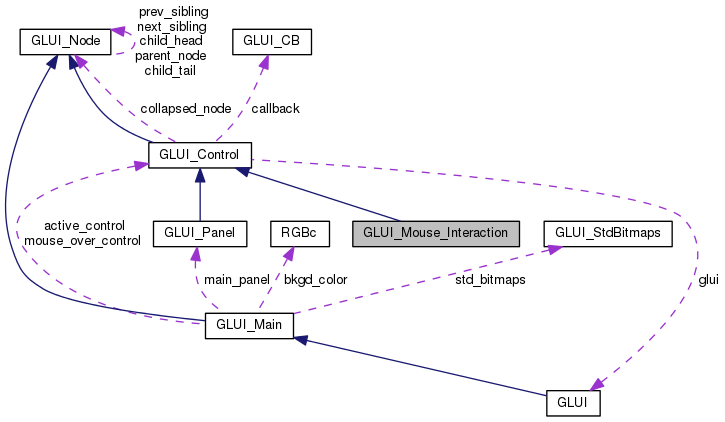 prev_sibling
next_sibling
child_head
parent_node
child_tail
GLUI_Node
GLUI_CB
collapsed_node
callback
GLUI_Control
active_control
mouse_over_control
GLUI_Panel
RGBc
GLUI_Mouse_Interaction
GLUI_StdBitmaps
main_panel
bkgd_color
std_bitmaps
glui
GLUI_Main
GLUI